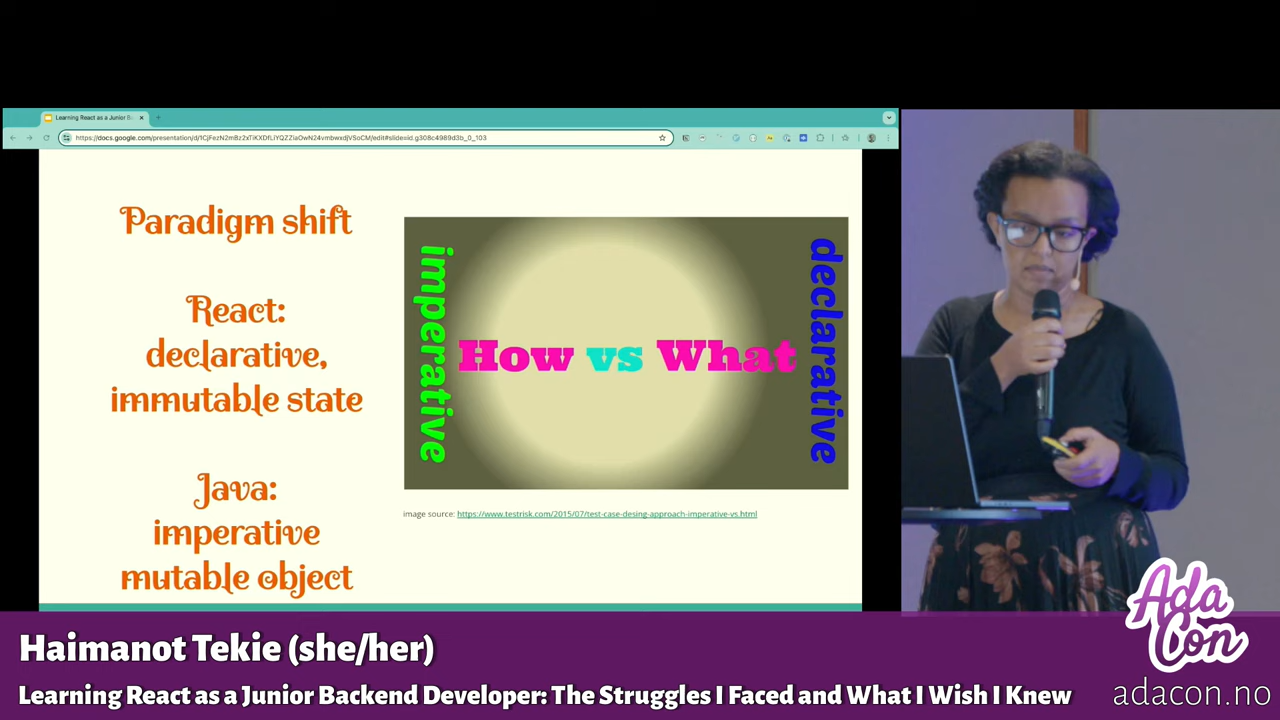 Learning React as a Junior Ba
Paradigm shift
React:
declarative,
immutable state
Java:
imperative
mutable object
imperative
How vs What
declarative
image source: https://www.testrisk.com/2015/07/test-case-desing-approach-imperative-vs.html
Haimanot Tekie (she/her)
Learning React as a Junior Backend Developer: The Struggles I Faced and What I Wish I Knew
Ada
Con
adacon.no